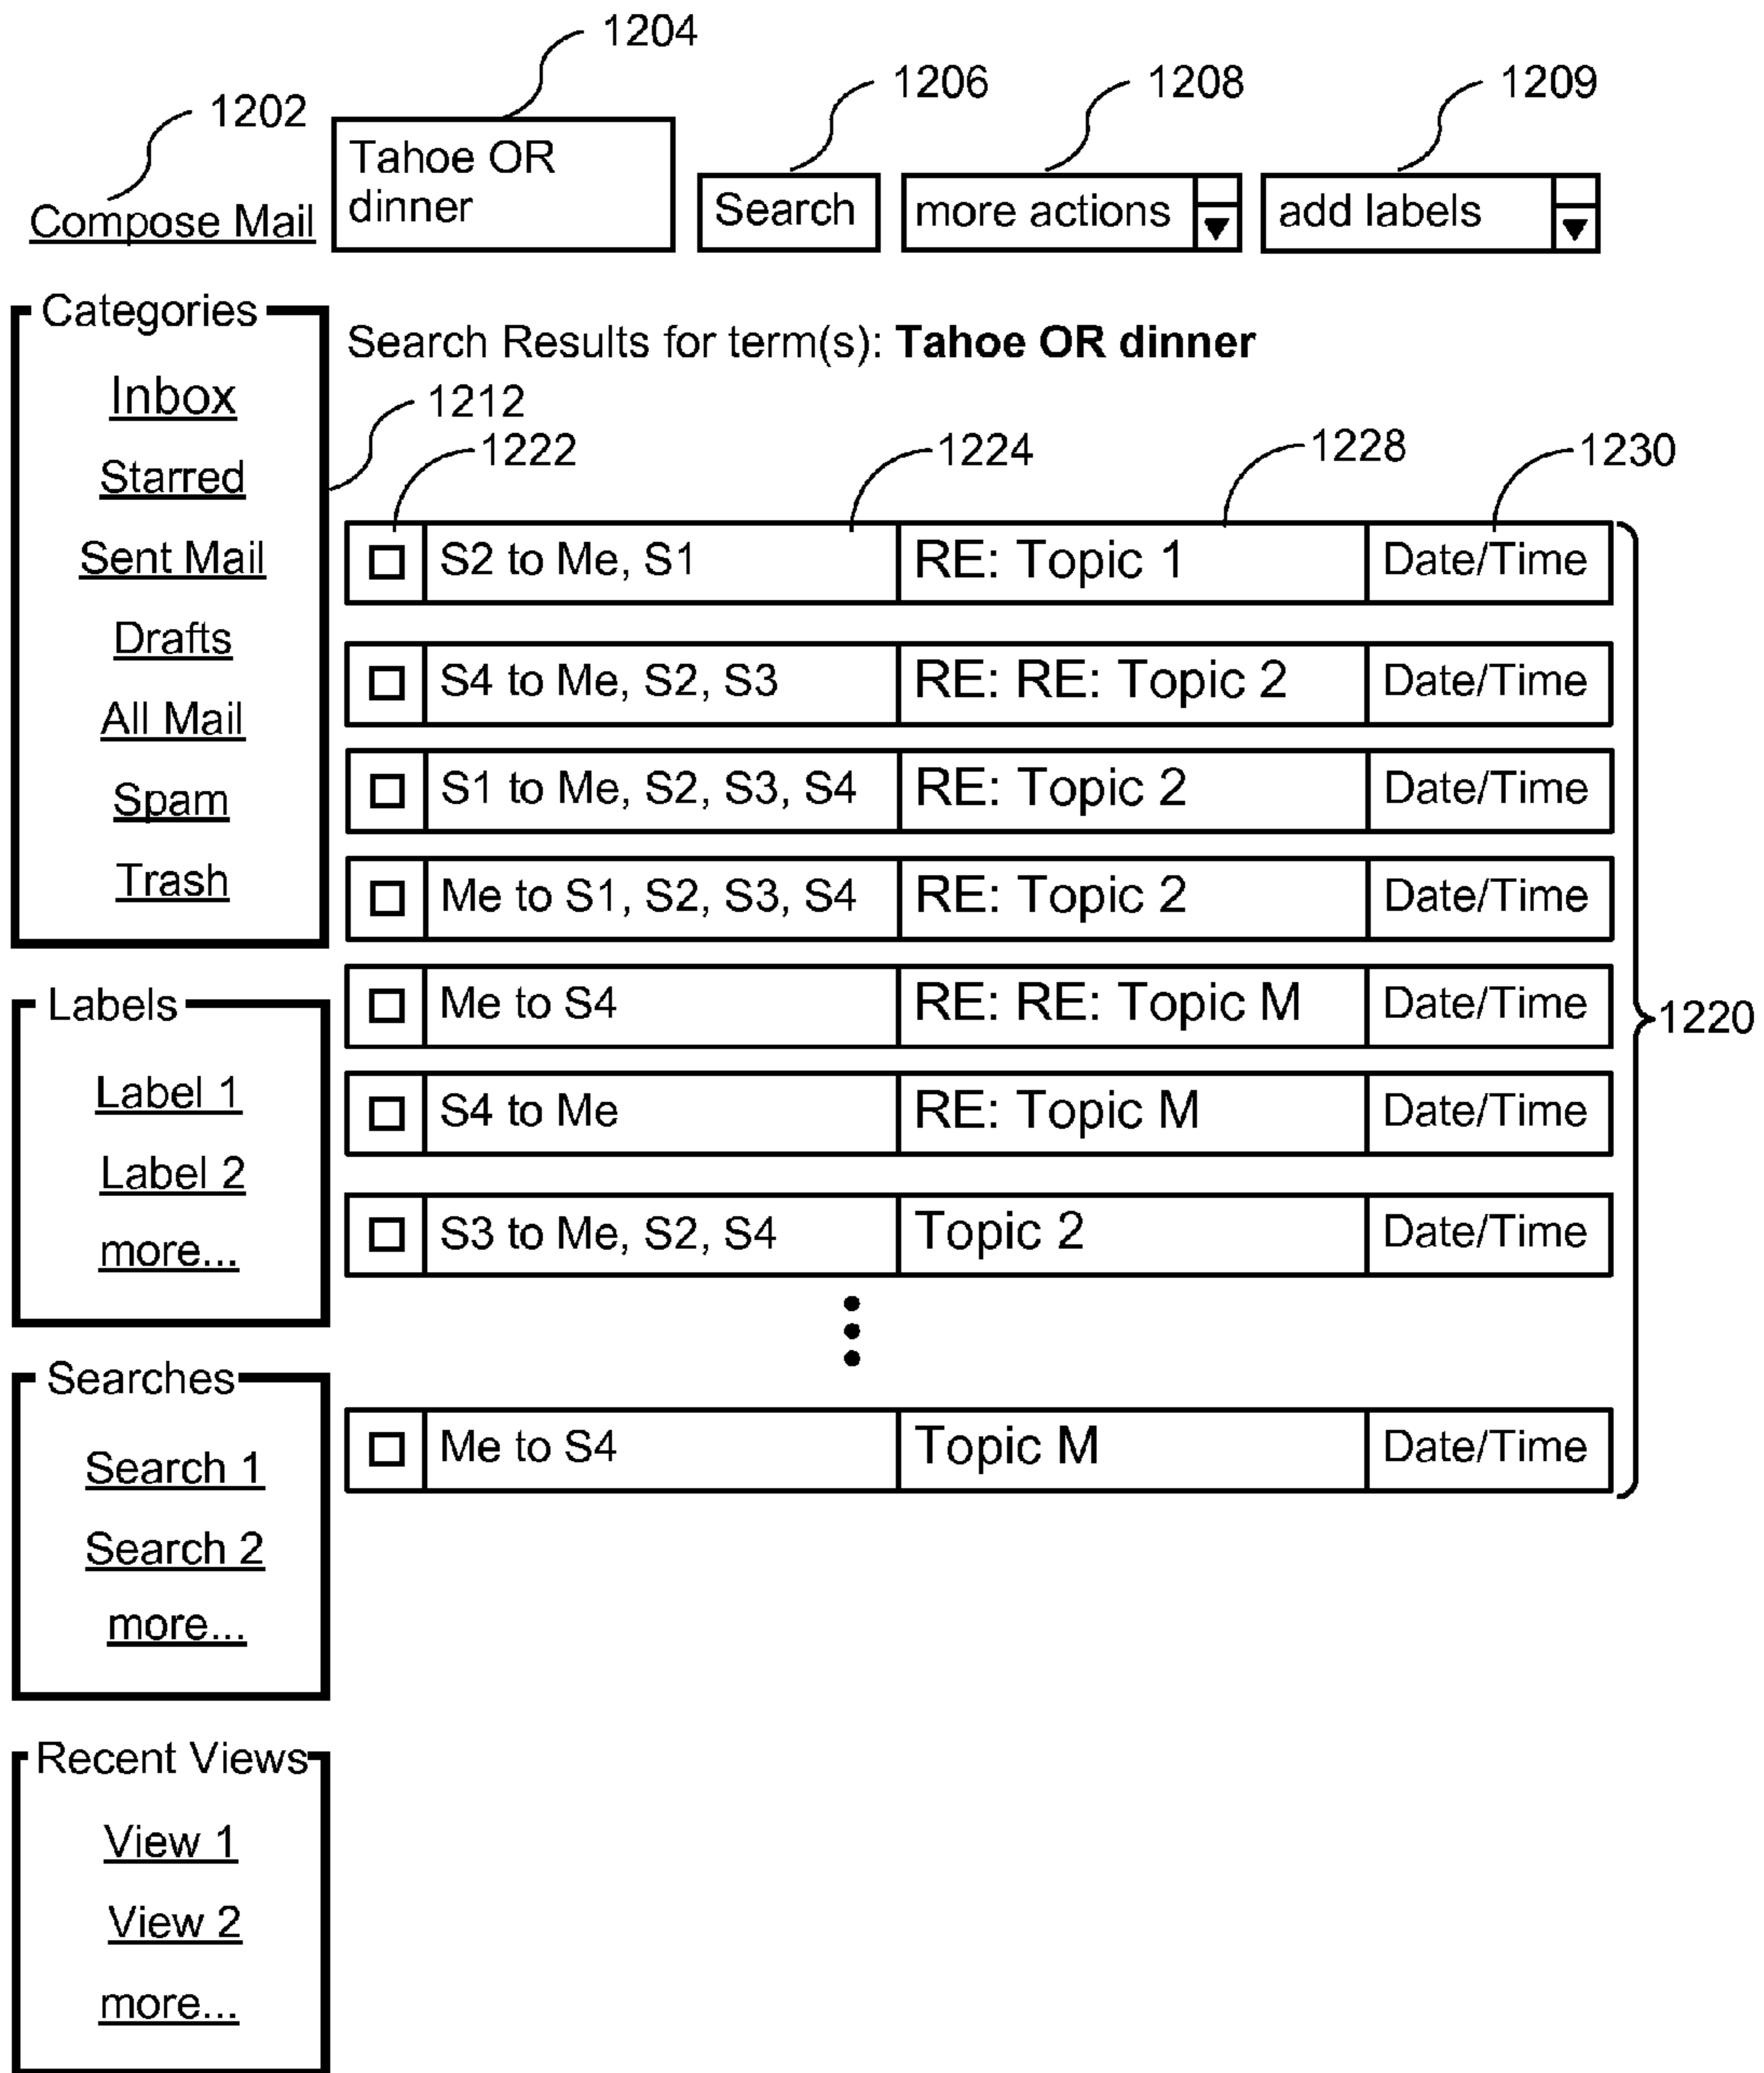 1204
1202
1206
1208
1209
Compose Mail
Tahoe OR
dinner
Search
more actions
add labels
Categories
Inbox
Starred
Sent Mail
Drafts
All Mail
Spam
Trash
Search Results for term(s): Tahoe OR dinner
1212
1222
1224
1228
1230
S2 to Me, S1 RE: Topic 1 Date/Time
S4 to Me, S2, S3 RE: RE: Topic 2 Date/Time
S1 to Me, S2, S3, S4 RE: Topic 2 Date/Time
Me to S1, S2, S3, S4 RE: Topic 2 Date/Time
Me to S4 RE: RE: Topic M Date/Time
S4 to Me RE: Topic M Date/Time
S3 to Me, S2, S4 Topic 2 Date/Time
Me to S4 Topic M Date/Time
1220
Labels
Label 1
Label 2
more...
Searches
Search 1
Search 2
more...
Recent Views
View 1
View 2
more...